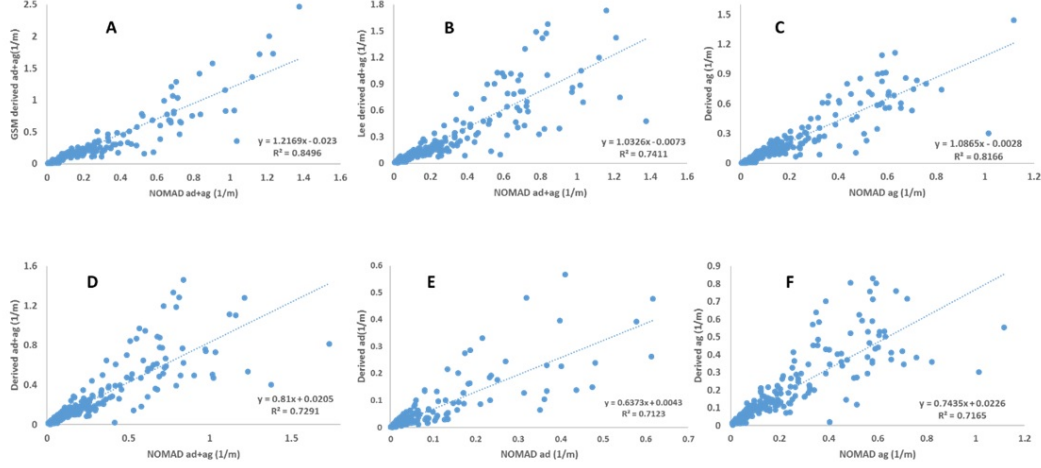 A
GSM derived ad+ag(1/m)
2.5
2
1.5
1
0.5
0
0 0.2 0.4 0.6 0.8 1 1.2 1.4 1.6
y = 1.2169x - 0.023
R² = 0.8496
NOMAD ad+ag (1/m)
B
Lee derived ad+ag (1/m)
1.8
1.5
1.2
0.9
0.6
0.3
0
0 0.2 0.4 0.6 0.8 1 1.2 1.4 1.6
y = 1.0326x - 0.0073
R² = 0.7411
NOMAD ad+ag (1/m)
C
Derived ag (1/m)
1.5
1.2
0.9
0.6
0.3
0
0 0.2 0.4 0.6 0.8 1 1.2
y = 1.0865x - 0.0028
R² = 0.8166
NOMAD ag (1/m)
D
Derived ad+ag (1/m)
1.6
1.2
0.8
0.4
0
0 0.5 1 1.5
y = 0.81x + 0.0205
R² = 0.7291
NOMAD ad+ag (1/m)
E
Derived ad(1/m)
0.6
0.5
0.4
0.3
0.2
0.1
0
0 0.1 0.2 0.3 0.4 0.5 0.6 0.7
y = 0.6373x + 0.0043
R² = 0.7123
NOMAD ad (1/m)
F
Derived ag (1/m)
0.9
0.8
0.7
0.6
0.5
0.4
0.3
0.2
0.1
0
0 0.2 0.4 0.6 0.8 1 1.2
y = 0.7435x + 0.0226
R² = 0.7165
NOMAD ag (1/m)